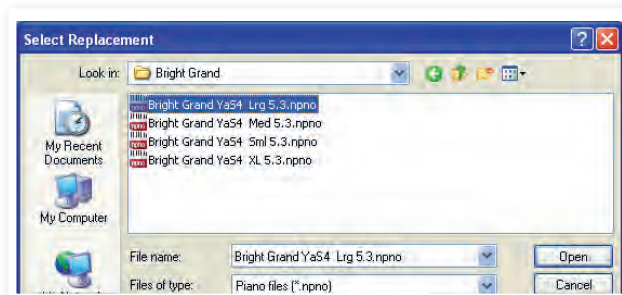 Select Replacement
Look in: Bright Grand
Bright Grand YaS4 Lrg 5.3.npno
Bright Grand YaS4 Med 5.3.npno
Bright Grand YaS4 Sml 5.3.npno
Bright Grand YaS4 XL 5.3.npno
My Recent
Documents
My Computer
File name: Bright Grand YaS4 Lrg 5.3.npno Open
Files of type: Piano files (*.npno) Cancel